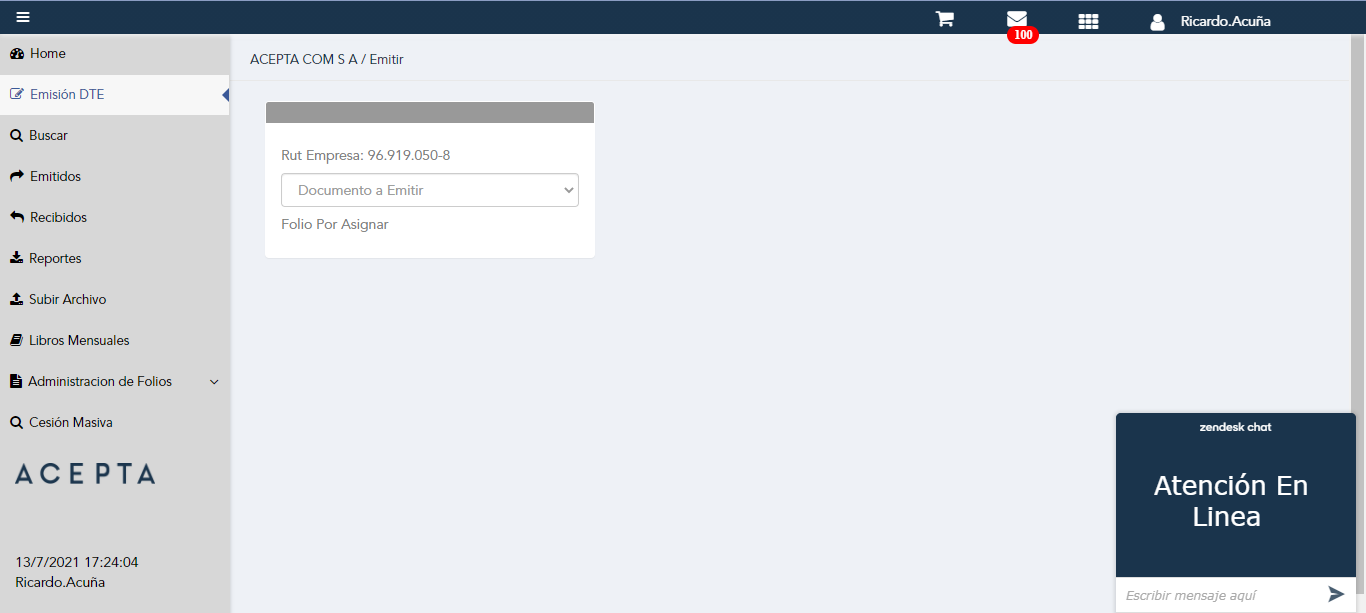 Ricardo.Acuña
100
Home
Emisión DTE
Buscar
Emitidos
Recibidos
Reportes
Subir Archivo
Libros Mensuales
Administracion de Folios
Cesión Masiva
ACEPTA
13/7/2021 17:24:04
Ricardo.Acuña
ACEPTA COM S A / Emitir
Rut Empresa: 96.919.050-8
Documento a Emitir
Folio Por Asignar
zendesk chat
Atención En
Linea
Escribir mensaje aquí